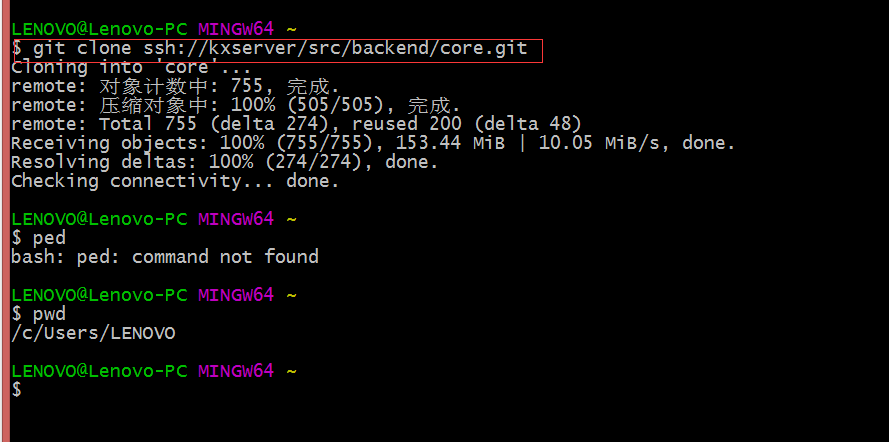 LENOVO@Lenovo-PC MINGW64 ~
$ git clone ssh://kxserver/src/backend/core.git
Cloning into 'core'...
remote: 对象计数中: 755, 完成.
remote: 压缩对象中: 100% (505/505), 完成.
remote: Total 755 (delta 274), reused 200 (delta 48)
Receiving objects: 100% (755/755), 153.44 MiB | 10.05 MiB/s, done.
Resolving deltas: 100% (274/274), done.
Checking connectivity... done.
LENOVO@Lenovo-PC MINGW64 ~
$ ped
bash: ped: command not found
LENOVO@Lenovo-PC MINGW64 ~
$ pwd
/c/Users/LENOVO
LENOVO@Lenovo-PC MINGW64 ~
$